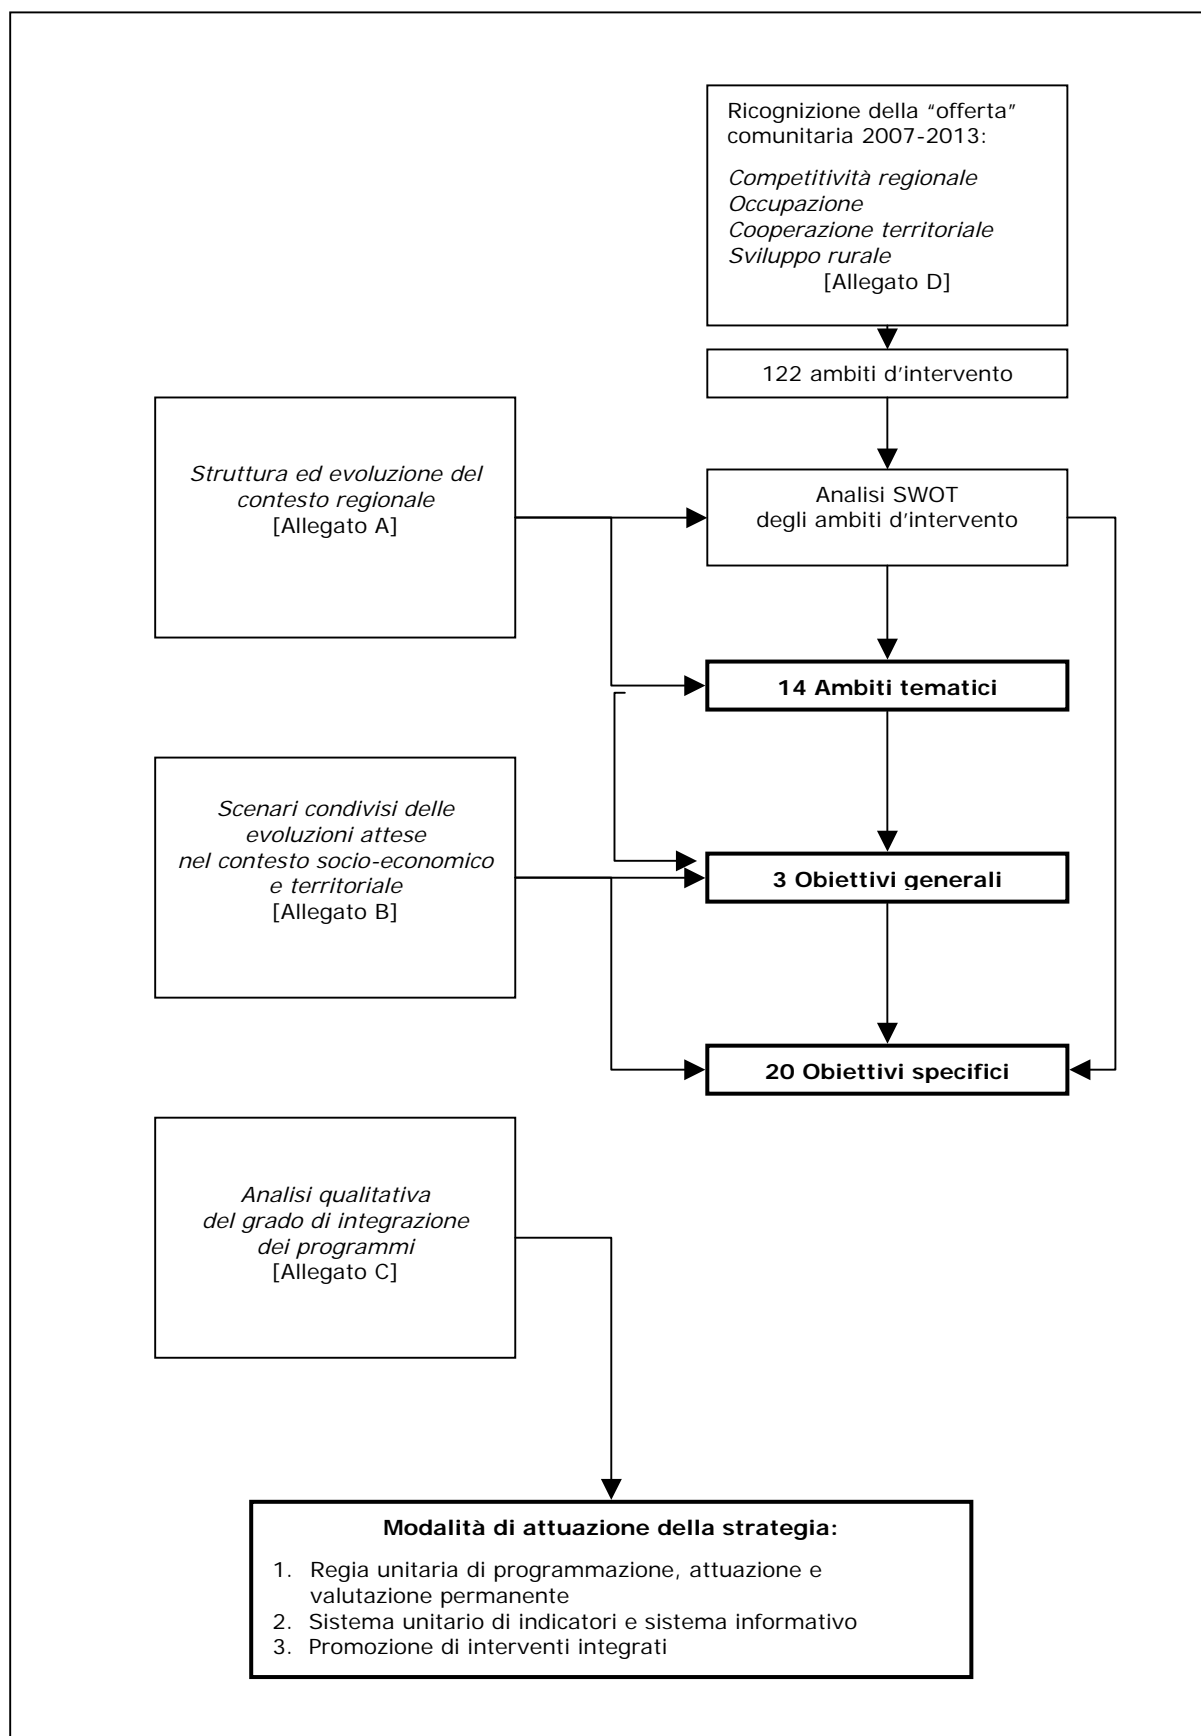 Ricognizione della “offerta”
comunitaria 2007-2013:
Competitività regionale
Occupazione
Cooperazione territoriale
Sviluppo rurale
[Allegato D]
122 ambiti d’intervento
Struttura ed evoluzione del
contesto regionale
[Allegato A]
Analisi SWOT
degli ambiti d’intervento
14 Ambiti tematici
Scenari condivisi delle
evoluzioni attese
nel contesto socio-economico
e territoriale
[Allegato B]
3 Obiettivi generali
20 Obiettivi specifici
Analisi qualitativa
del grado di integrazione
dei programmi
[Allegato C]
Modalità di attuazione della strategia:
1. Regia unitaria di programmazione, attuazione e
valutazione permanente
2. Sistema unitario di indicatori e sistema informativo
3. Promozione di interventi integrati